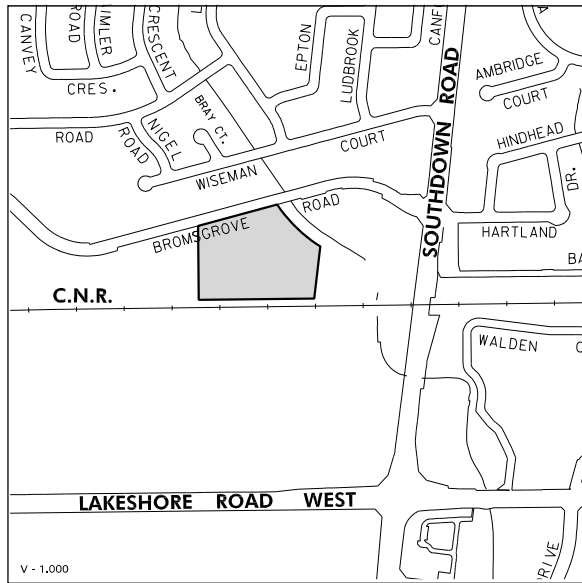 CANVEY
ROAD
IMLER
CRESCENT
CRES.
ROAD
ROAD
NIGEL
BRAY CT.
EPTON
LUDBROOK
CANF
AMBRIDGE
COURT
HINDHEAD
DR.
WISEMAN COURT
BROMSGROVE ROAD
SOUTHDOWN ROAD
HARTLAND
BA
C.N.R.
WALDEN C
LAKESHORE ROAD WEST
RIVE
V - 1.000